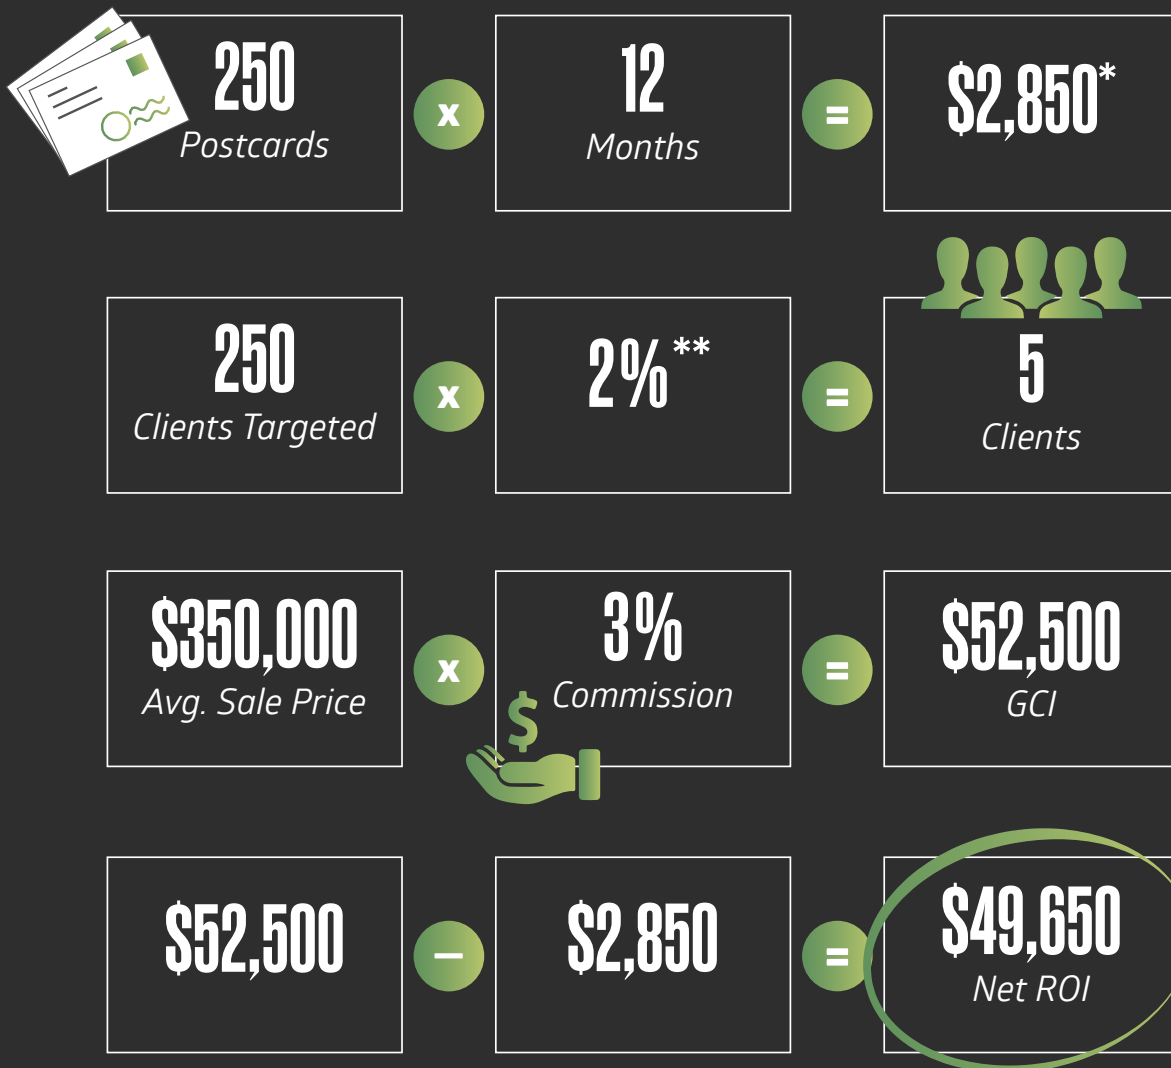 250
Postcards
x
12
Months
=
$2,850*
250
Clients Targeted
x
2%**
=
5
Clients
$350,000
Avg. Sale Price
x
3%
Commission
$
=
$52,500
GCI
$52,500
–
$2,850
=
$49,650
Net ROI